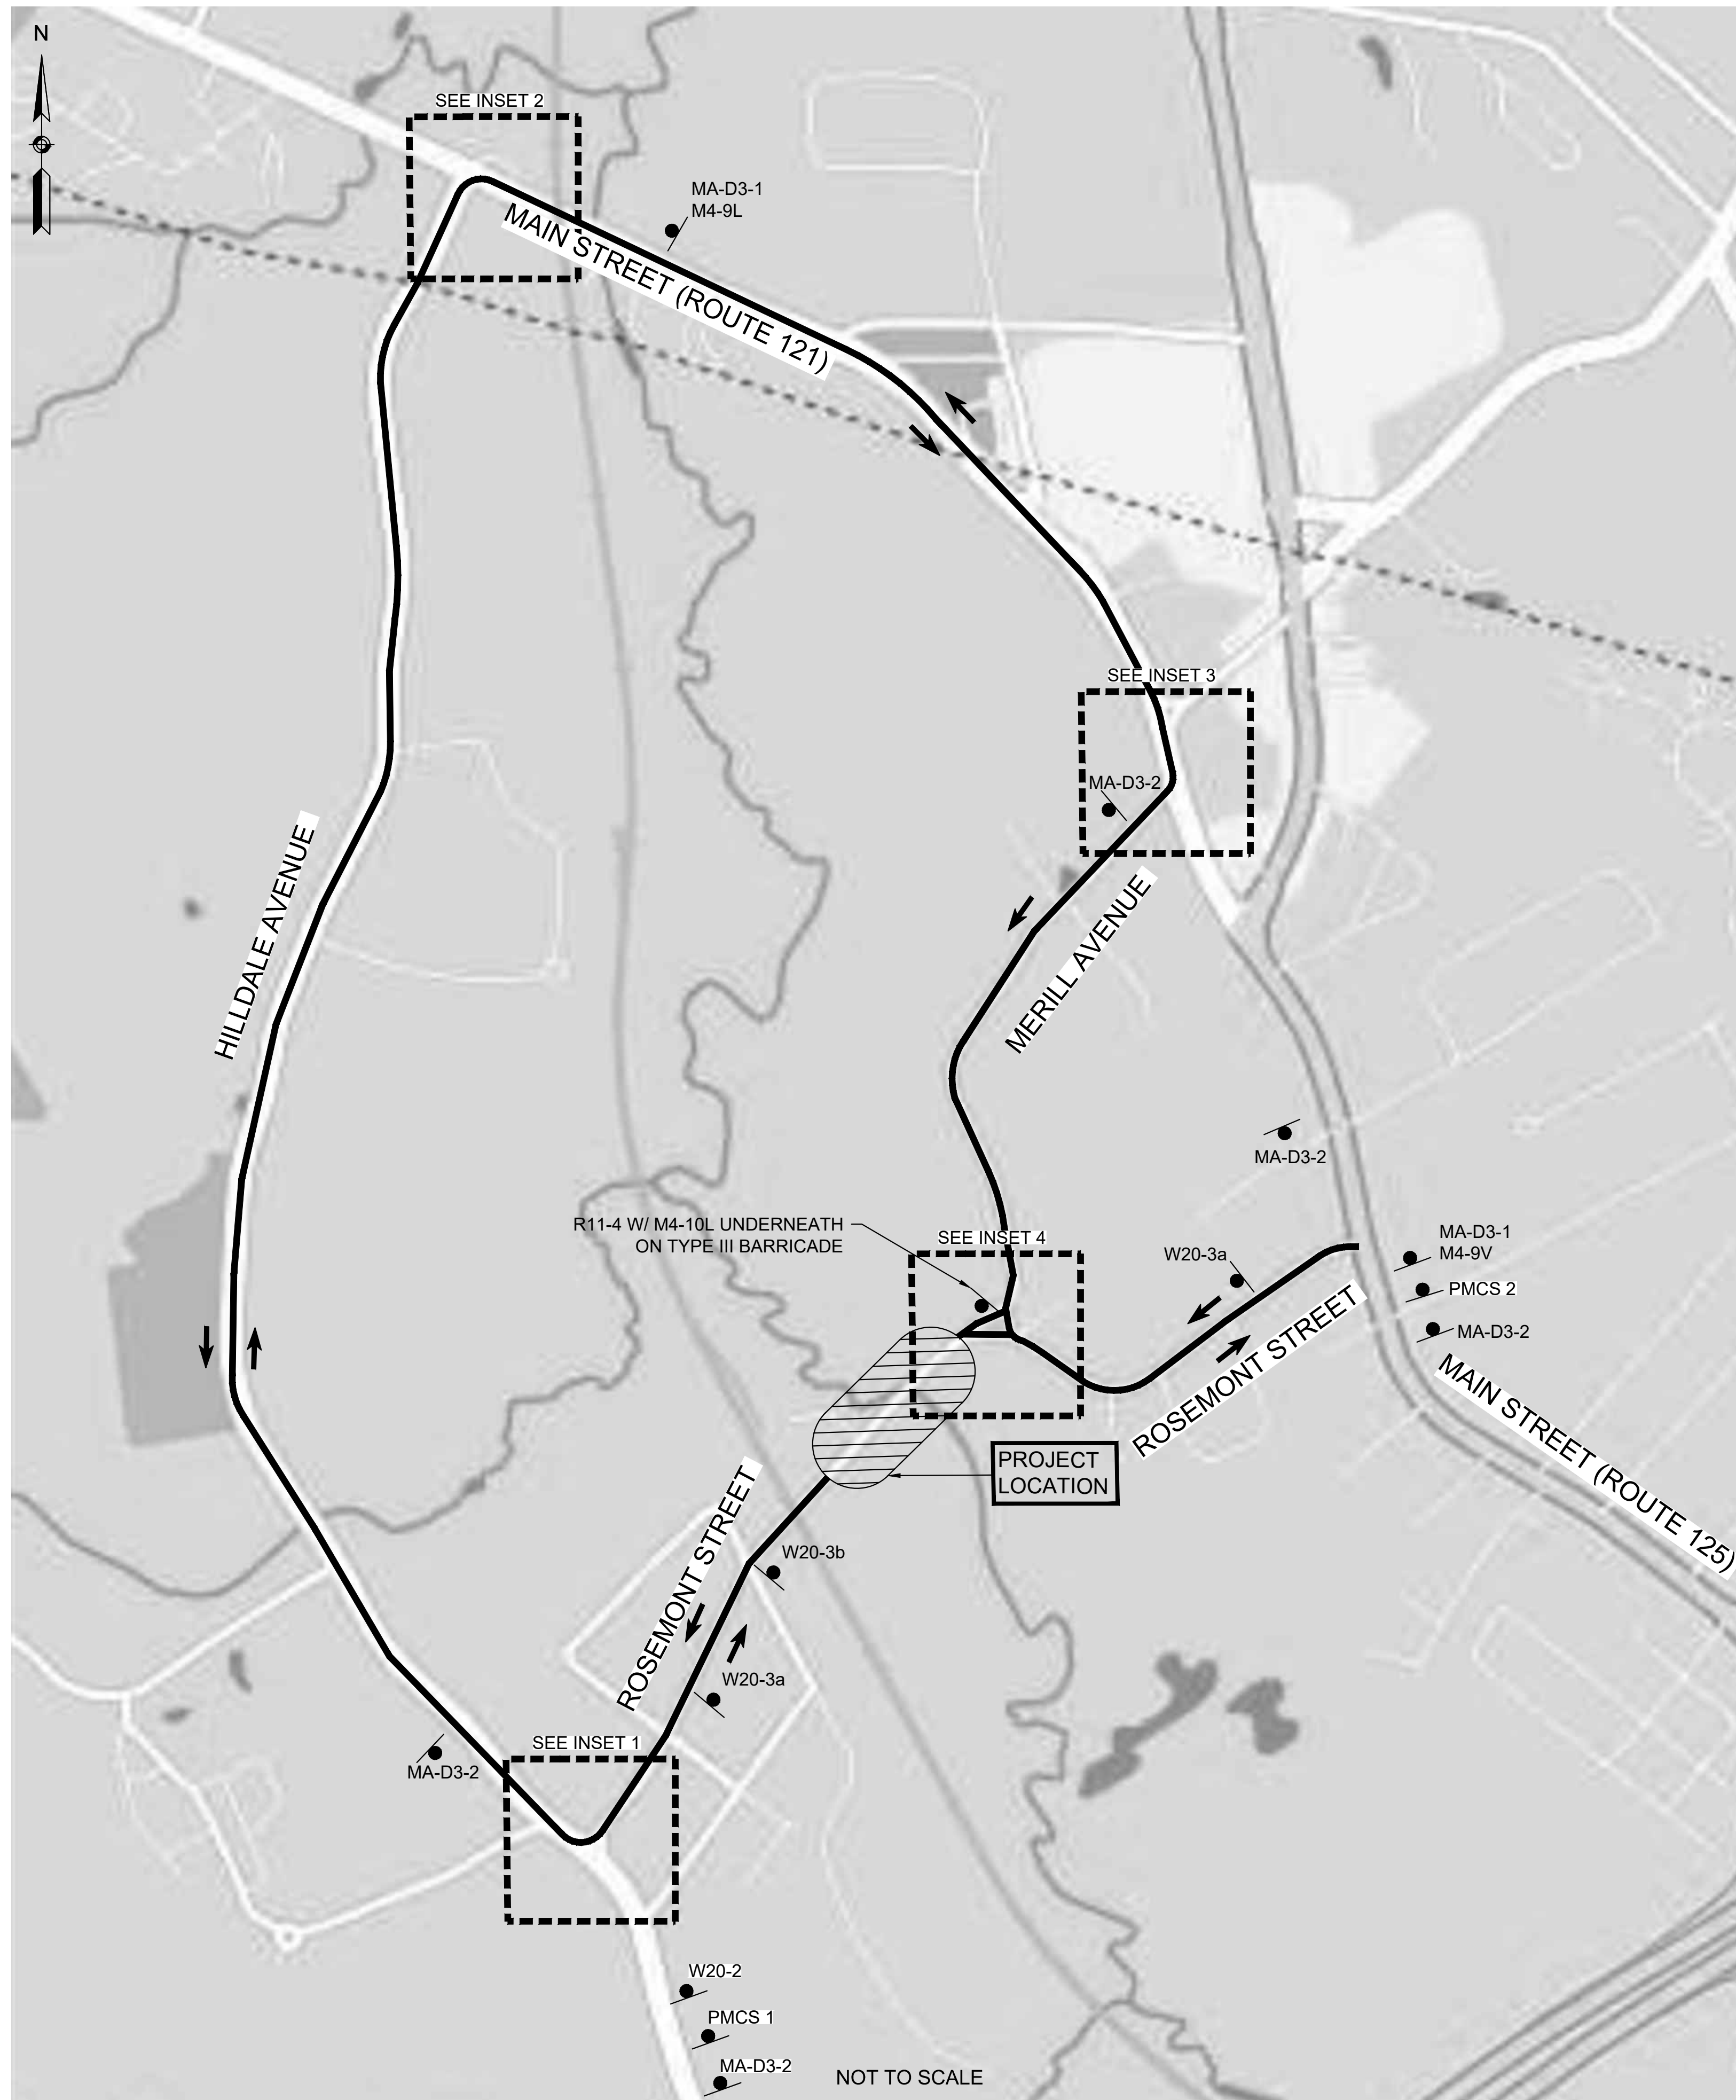 N
SEE INSET 2
MA-D3-1
M4-9L
MAIN STREET (ROUTE 121)
SEE INSET 3
MA-D3-2
HILLDALE AVENUE
MERILL AVENUE
MA-D3-2
R11-4 W/ M4-10L UNDERNEATH
ON TYPE III BARRICADE
SEE INSET 4
W20-3a
MA-D3-1
M4-9V
PMCS 2
MA-D3-2
ROSEMONT STREET
MAIN STREET (ROUTE 125)
PROJECT
LOCATION
ROSEMONT STREET
W20-3b
W20-3a
SEE INSET 1
MA-D3-2
W20-2
PMCS 1
MA-D3-2
NOT TO SCALE